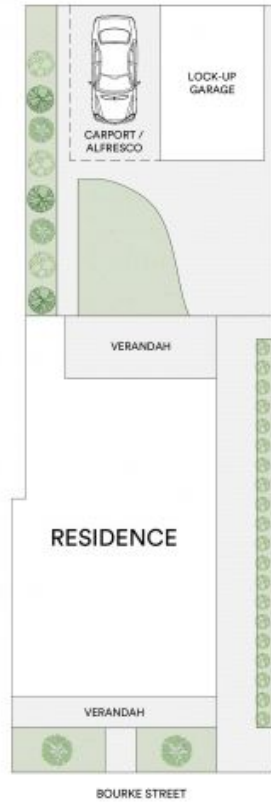 LOCK-UP
GARAGE
CARPORT /
ALFRESCO
VERANDAH
RESIDENCE
VERANDAH
BOURKE STREET